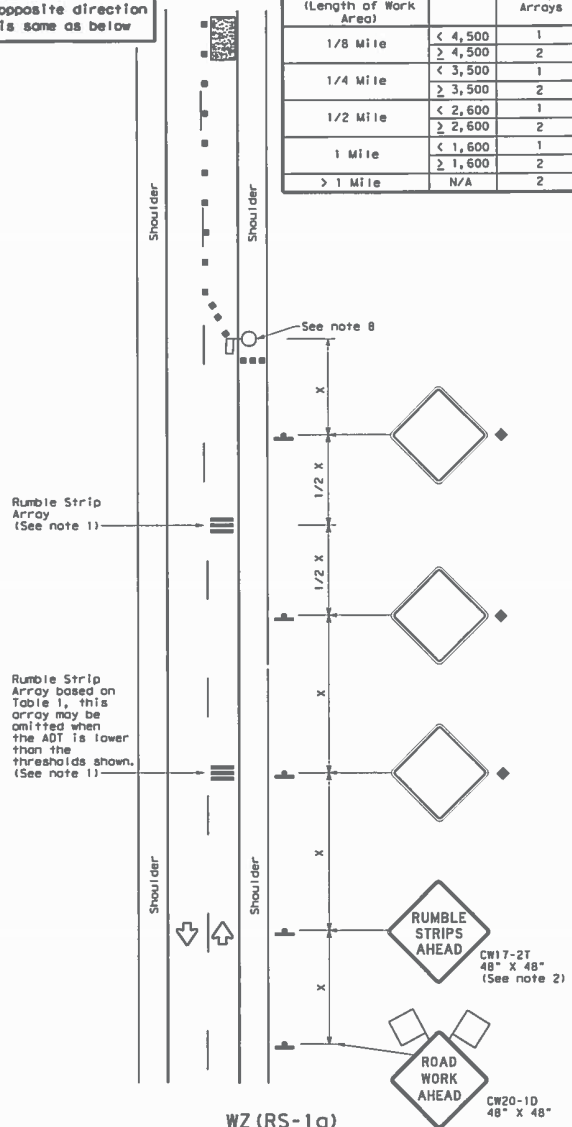 opposite direction
is same as below
(Length of Work
Area)
Arrays
1/8 Mile
< 4,500
1
≥ 4,500
2
1/4 Mile
< 3,500
1
≥ 3,500
2
1/2 Mile
< 2,600
1
≥ 2,600
2
1 Mile
< 1,600
1
≥ 1,600
2
> 1 Mile
N/A
2
Shoulder
Shoulder
See note 8
X
1/2 X
Rumble Strip
Array
(See note 1)
1/2 X
Rumble Strip
Array based on
Table 1, this
array may be
omitted when
the ADT is lower
than the
thresholds shown.
(See note 1)
X
X
Shoulder
Shoulder
RUMBLE
STRIPS
AHEAD
CW17-2T
48" X 48"
(See note 2)
X
ROAD
WORK
AHEAD
CW20-1D
48" X 48"
WZ(RS-1a)